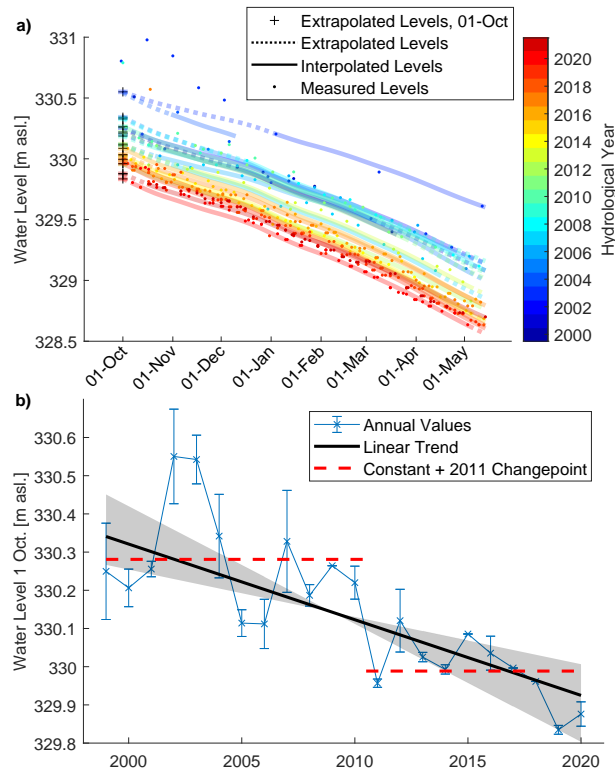 a)
331
330.5
330
329.5
329
328.5
Water Level [m asl.]
Extrapolated Levels, 01-Oct
Extrapolated Levels
Interpolated Levels
Measured Levels
01-Oct
01-Nov
01-Dec
01-Jan
01-Feb
01-Mar
01-Apr
01-May
2020
2018
2016
2014
2012
2010
2008
2006
2004
2002
2000
Hydrological Year
b)
330.6
330.5
330.4
330.3
330.2
330.1
330
329.9
329.8
Water Level 1 Oct. [m asl.]
Annual Values
Linear Trend
Constant + 2011 Changepoint
2000
2005
2010
2015
2020